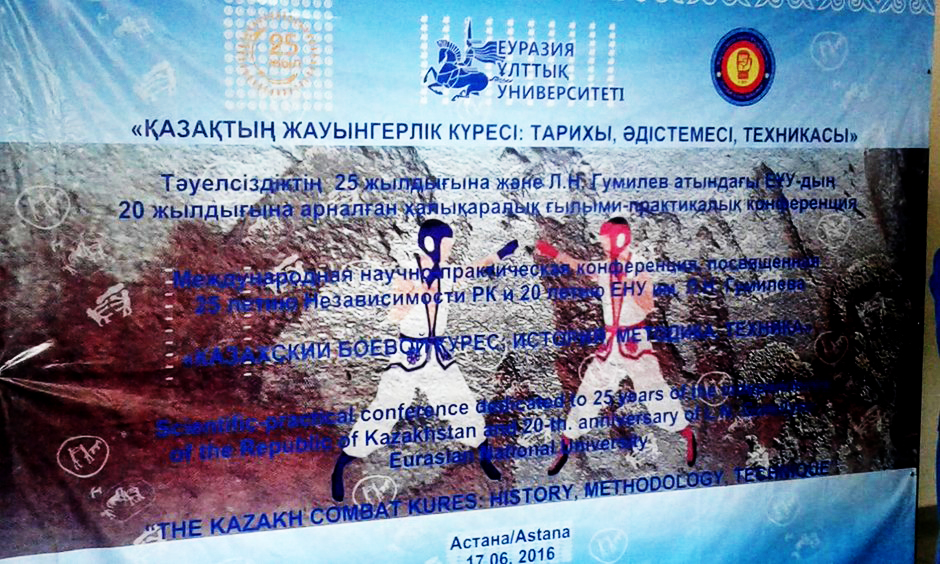 25
ЖЫЛ
ЕУРАЗИЯ
ҰЛТТЫҚ
УНИВЕРСИТЕТІ
«ҚАЗАҚТЫҢ ЖАУЫНГЕРЛІК КҮРЕСІ: ТАРИХЫ, ӘДІСТЕМЕСІ, ТЕХНИКАСЫ»
Тәуелсіздіктің 25 жылдығына және Л.Н. Гумилев атындағы ЕҰУ-дың
20 жылдығына арналған халықаралық ғылыми-практикалық конференция
Международная научно-практическая конференция, посвященная
25 летию Независимости РК и 20 летию ЕНУ им. Л.Н. Гумилева
«КАЗАХСКИЙ БОЕВОЙ КУРЕС, ИСТОРИЯ, МЕТОДИКА, ТЕХНИКА»
Scientific-practical conference dedicated to 25 years of the
of the Republic of Kazakhstan and 20-th. anniversary of L.N. Gumilyov
Eurasian National University
"THE KAZAKH COMBAT KURES: HISTORY, METHODOLOGY, TECHNIQUE"
Астана/Astana
17.06. 2016